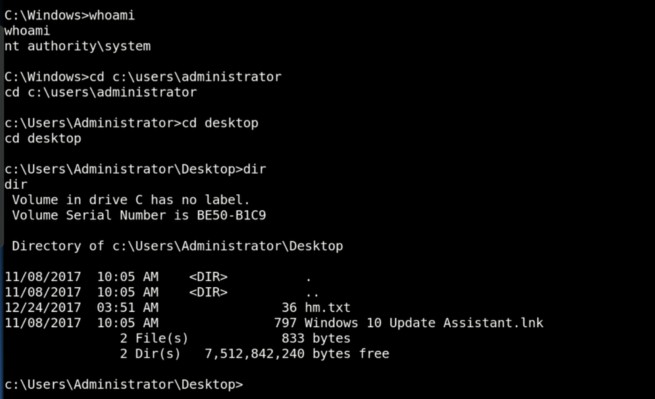 C:\Windows>whoami
whoami
nt authority\system
C:\Windows>cd c:\users\administrator
cd c:\users\administrator
c:\Users\Administrator>cd desktop
cd desktop
c:\Users\Administrator\Desktop>dir
dir
 Volume in drive C has no label.
 Volume Serial Number is BE50-B1C9
 Directory of c:\Users\Administrator\Desktop
11/08/2017  10:05 AM    <DIR>          .
11/08/2017  10:05 AM    <DIR>          ..
12/24/2017  03:51 AM                36 hm.txt
11/08/2017  10:05 AM               797 Windows 10 Update Assistant.lnk
               2 File(s)            833 bytes
               2 Dir(s)   7,512,842,240 bytes free
c:\Users\Administrator\Desktop>